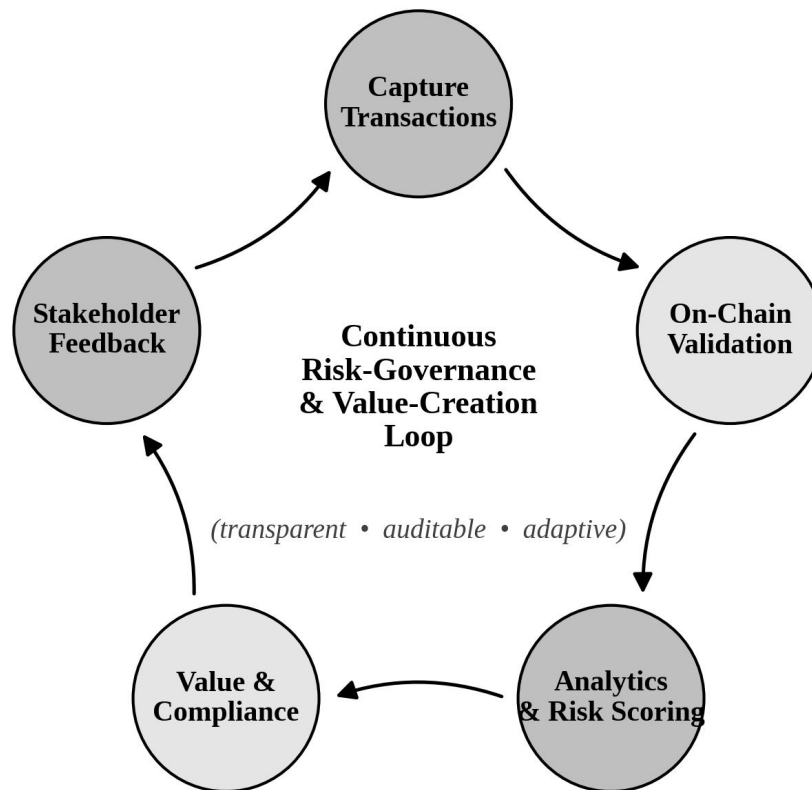 Capture
Transactions
Stakeholder
Feedback
On-Chain
Validation
Continuous
Risk-Governance
& Value-Creation
Loop
(transparent • auditable • adaptive)
Value &
Compliance
Analytics
& Risk Scoring